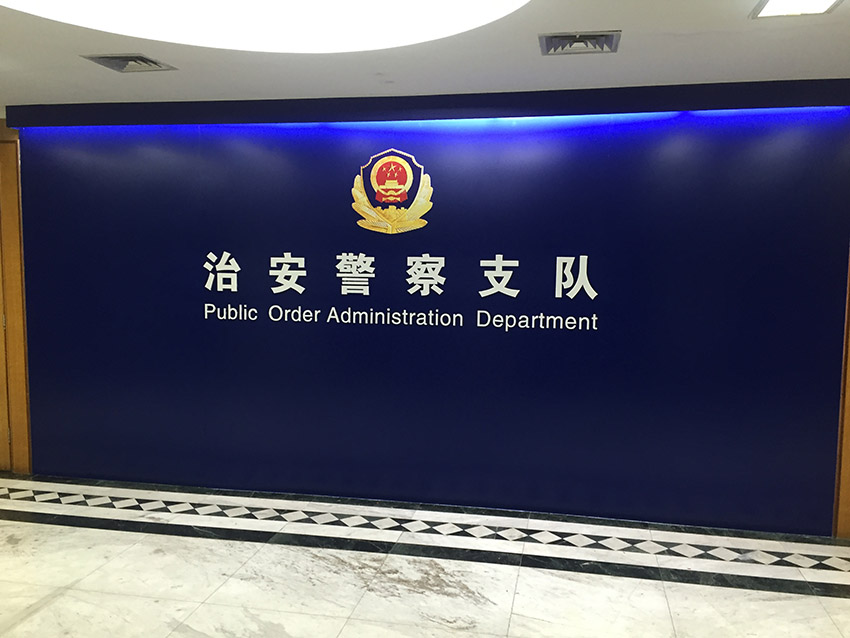 治安警察支队
Public Order Administration Department